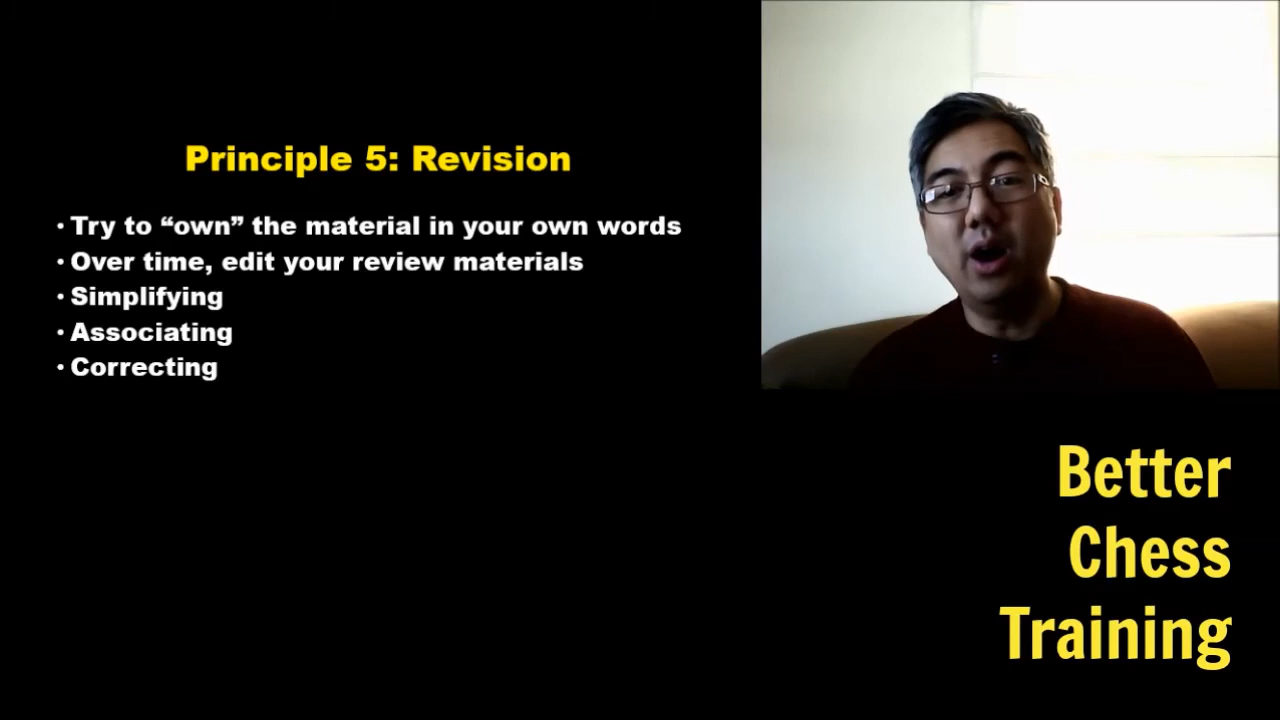 Principle 5: Revision
• Try to “own” the material in your own words
• Over time, edit your review materials
• Simplifying
• Associating
• Correcting
Better
Chess
Training